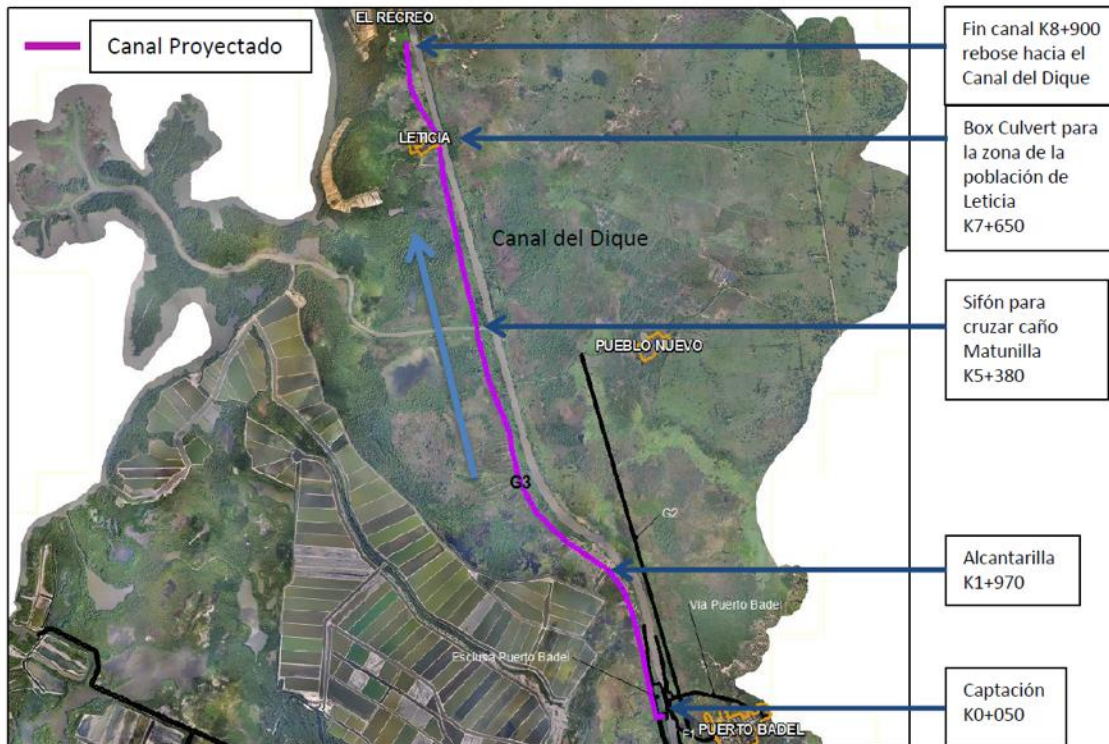 EL RECREO
Canal Proyectado
LETICIA
Canal del Dique
PUEBLO NUEVO
G3
G2
Vía Puerto Badel
Esclusa Puerto Badel
PUERTO BADEL
Fin canal K8+900
rebose hacia el
Canal del Dique
Box Culvert para
la zona de la
población de
Leticia
K7+650
Sifón para
cruzar caño
Matunilla
K5+380
Alcantarilla
K1+970
Captación
K0+050